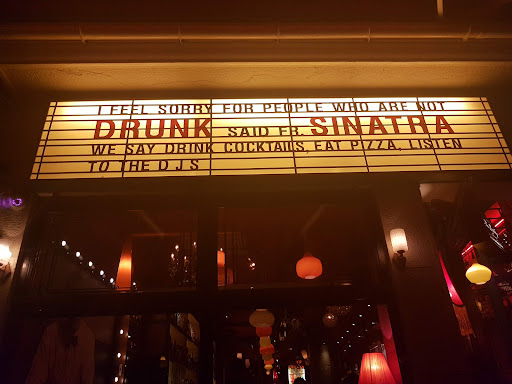 I FEEL SORRY FOR PEOPLE WHO ARE NOT
DRUNK SAID FR. SINATRA
WE SAY DRINK COCKTAILS, EAT PIZZA, LISTEN
TO THE DJS